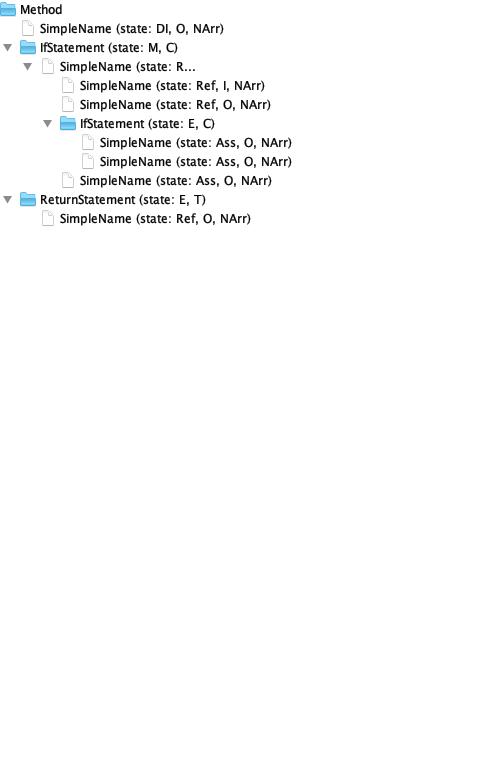 Method
SimpleName (state: DI, O, NArr)
IfStatement (state: M, C)
SimpleName (state: R...
SimpleName (state: Ref, I, NArr)
SimpleName (state: Ref, O, NArr)
IfStatement (state: E, C)
SimpleName (state: Ass, O, NArr)
SimpleName (state: Ass, O, NArr)
SimpleName (state: Ass, O, NArr)
ReturnStatement (state: E, T)
SimpleName (state: Ref, O, NArr)